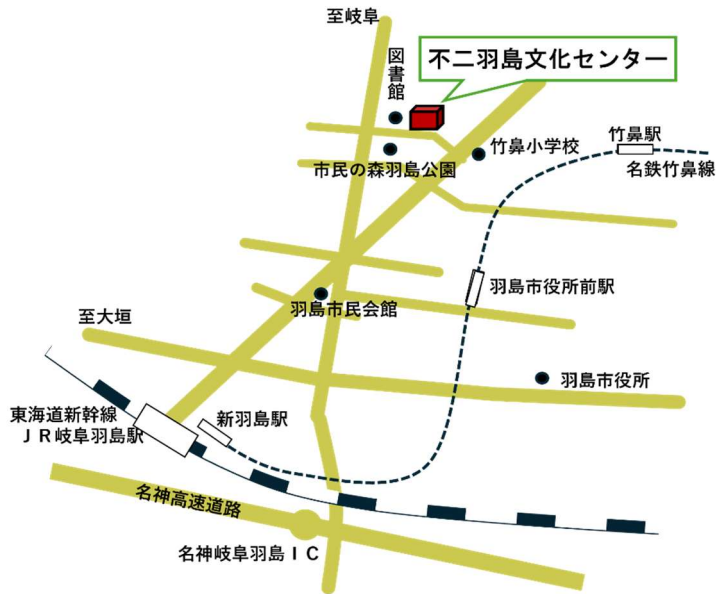 至岐阜
図書館
不二羽島文化センター
竹鼻小学校
竹鼻駅
市民の森羽島公園
名鉄竹鼻線
羽島市役所前駅
羽島市民会館
至大垣
羽島市役所
東海道新幹線
ＪＲ岐阜羽島駅
新羽島駅
名神高速道路
名神岐阜羽島ＩＣ